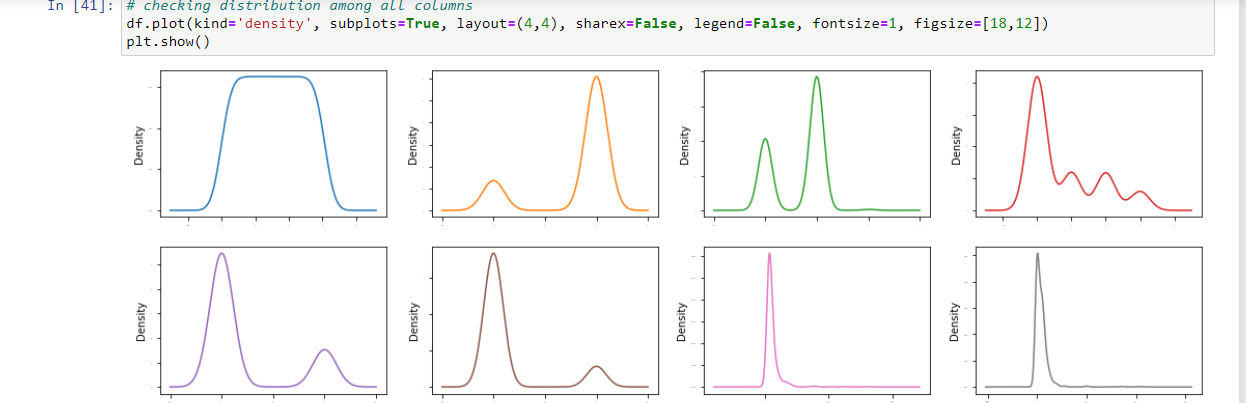 In [41]: # checking distribution among all columns
df.plot(kind='density', subplots=True, layout=(4,4), sharex=False, legend=False, fontsize=1, figsize=[18,12])
plt.show()
Density Density Density Density
Density Density Density Density